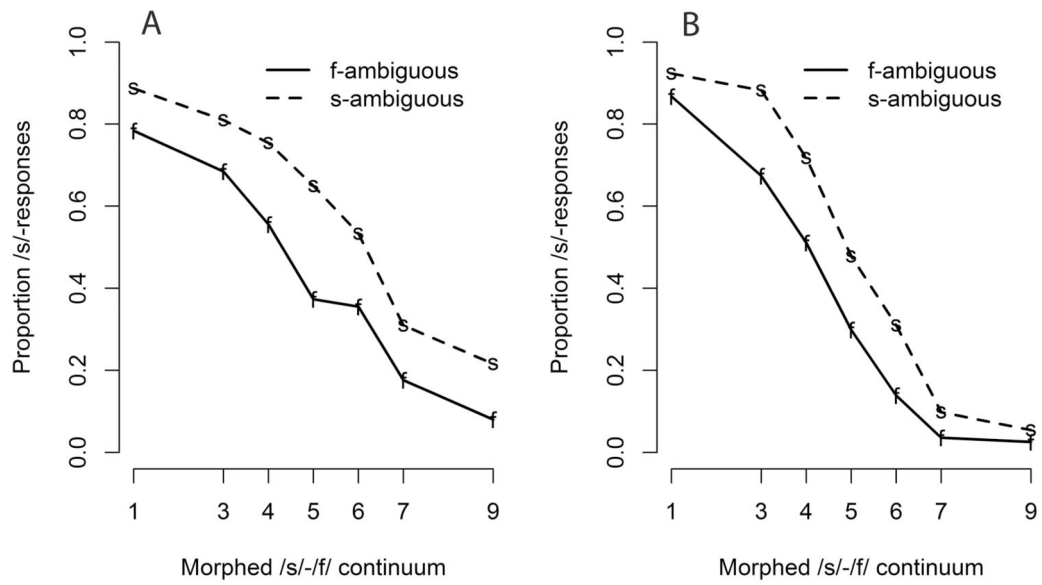 A
f-ambiguous
s-ambiguous
Proportion /s/-responses
1.0
0.8
0.6
0.4
0.2
0.0
s
s
s
s
s
s
s
f
f
f
f
f
f
f
1 3 4 5 6 7 9
Morphed /s/-/f/ continuum
B
f-ambiguous
s-ambiguous
Proportion /s/-responses
1.0
0.8
0.6
0.4
0.2
0.0
s
s
s
s
s
s
s
f
f
f
f
f
f
f
1 3 4 5 6 7 9
Morphed /s/-/f/ continuum